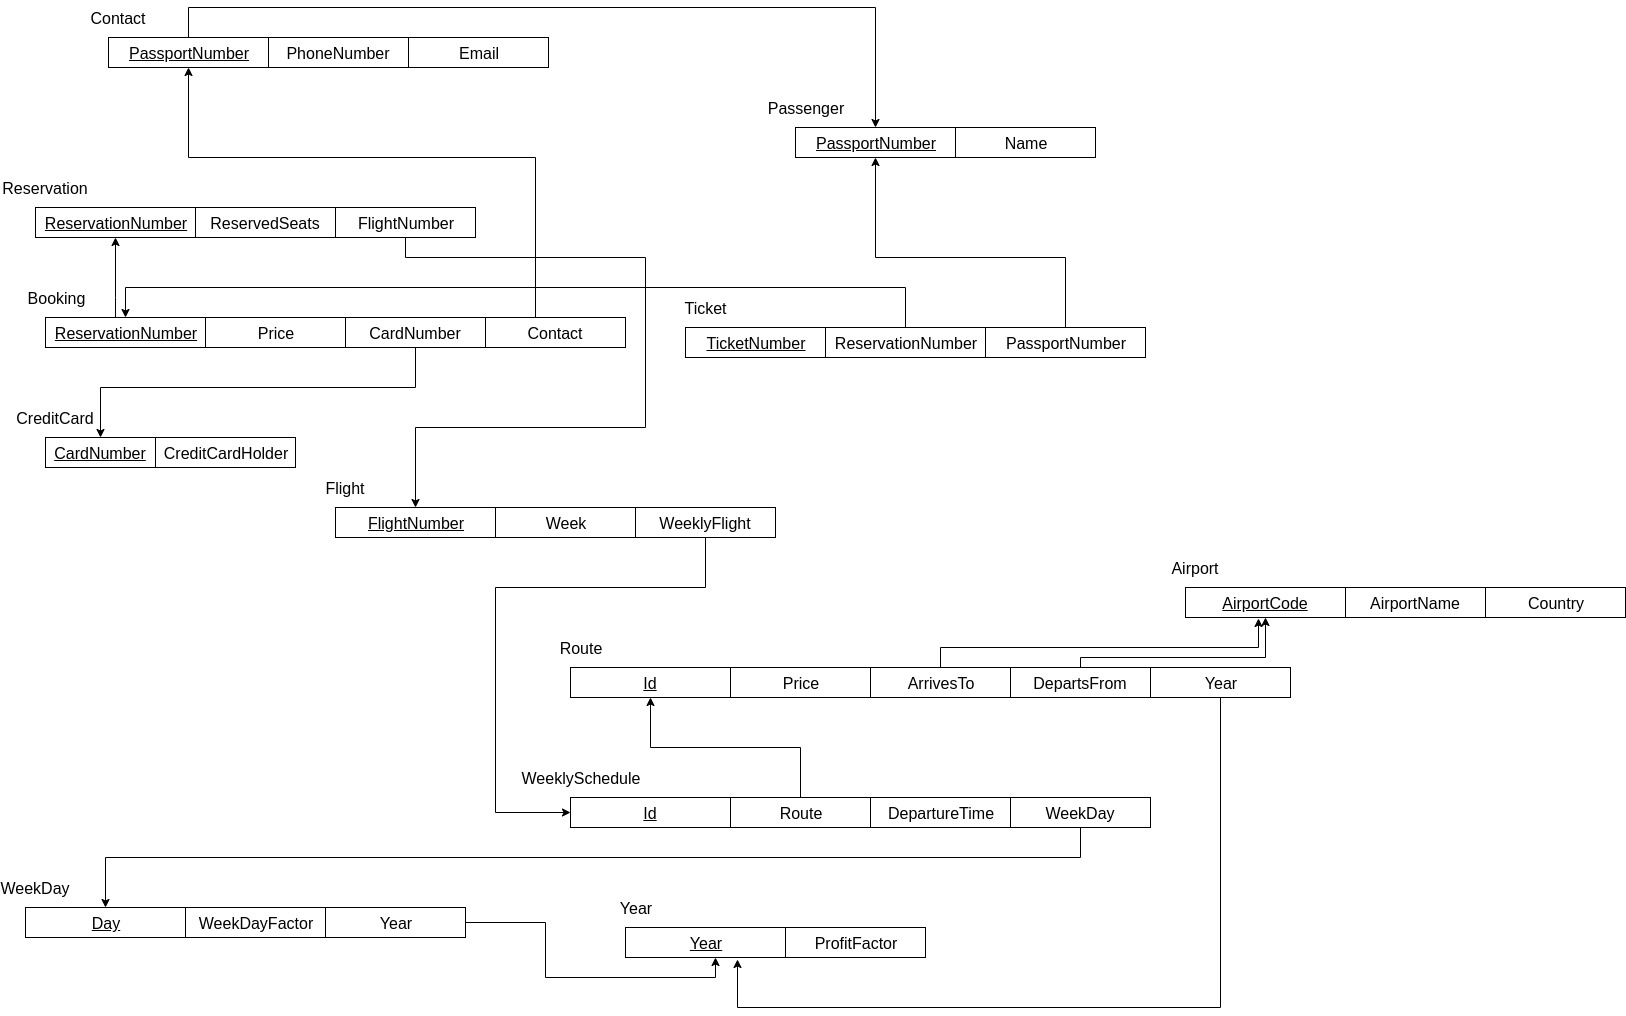 Contact
PassportNumber PhoneNumber Email
Passenger
PassportNumber Name
Reservation
ReservationNumber ReservedSeats FlightNumber
Booking
ReservationNumber Price CardNumber Contact
Ticket
TicketNumber ReservationNumber PassportNumber
CreditCard
CardNumber CreditCardHolder
Flight
FlightNumber Week WeeklyFlight
Airport
AirportCode AirportName Country
Route
Id Price ArrivesTo DepartsFrom Year
WeeklySchedule
Id Route DepartureTime WeekDay
WeekDay
Day WeekDayFactor Year
Year
Year ProfitFactor